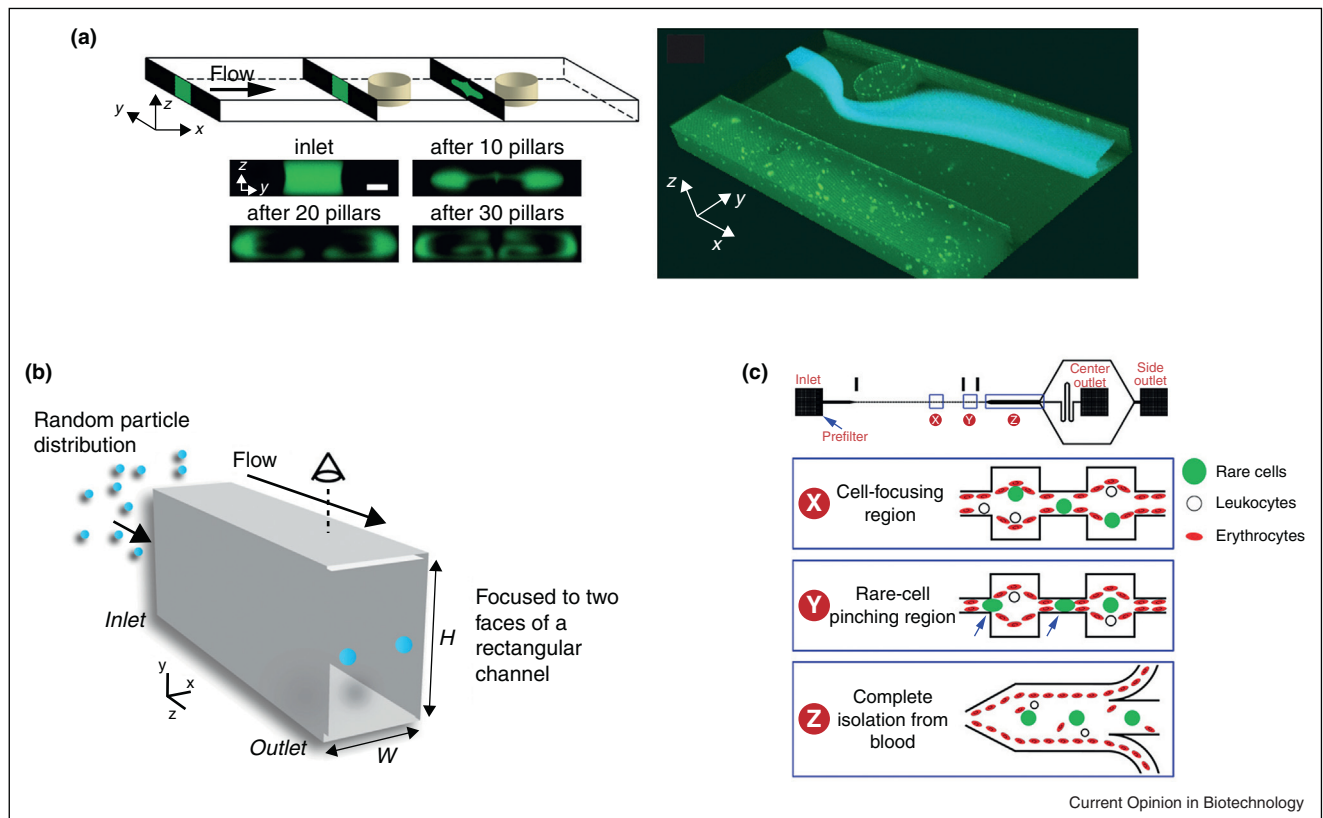 (a)
Flow
z
y
x
inlet
after 10 pillars
z
y
after 20 pillars
after 30 pillars
z
y
x
(b)
Random particle
distribution
Flow
Inlet
H
Focused to two
faces of a
rectangular
channel
y
x
z
Outlet
W
(c)
Inlet
Center
outlet
Side
outlet
X
Y
Z
Prefilter
X
Cell-focusing
region
Rare cells
Leukocytes
Erythrocytes
Y
Rare-cell
pinching region
Z
Complete
isolation from
blood
Current Opinion in Biotechnology